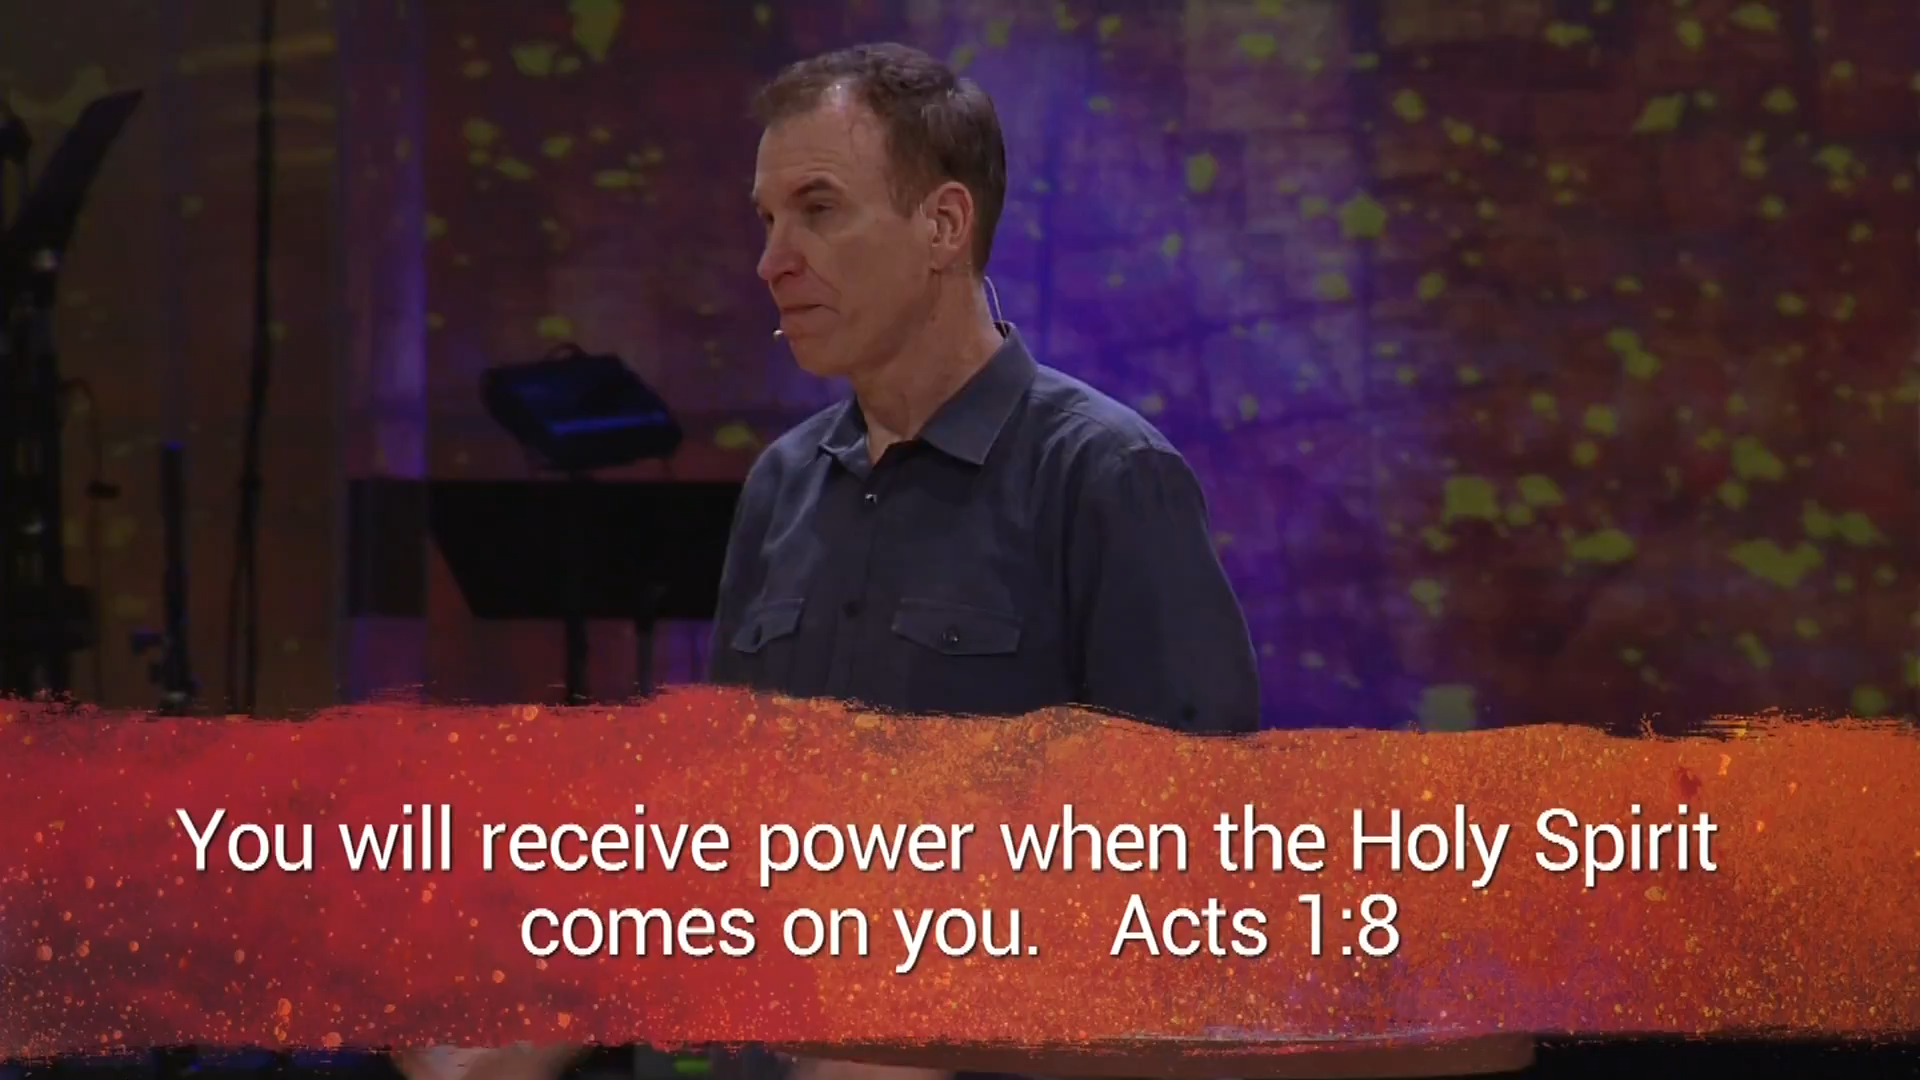 You will receive power when the Holy Spirit
comes on you. Acts 1:8